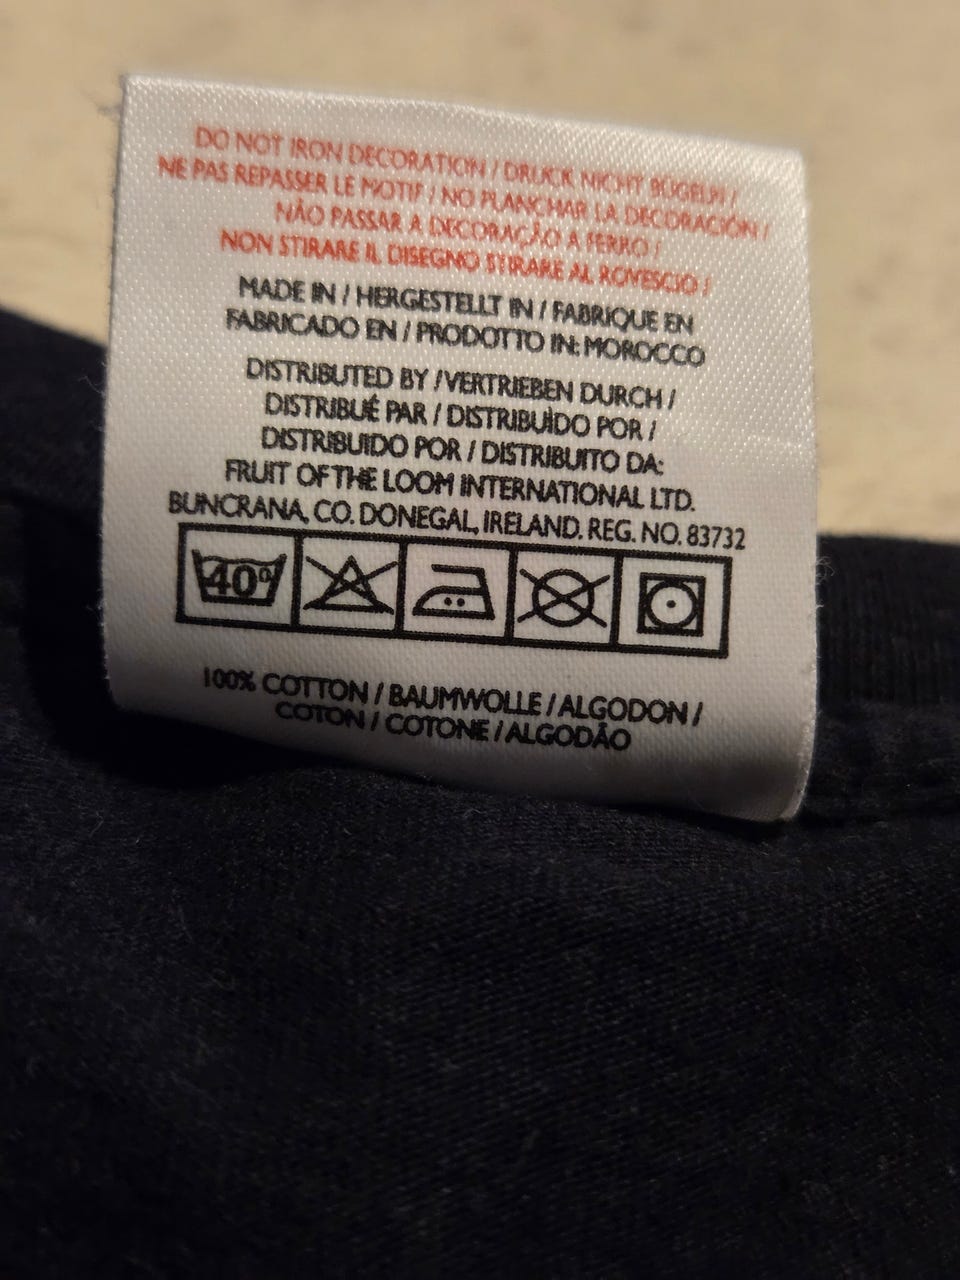 DO NOT IRON DECORATION / DRUCK NICHT BÜGELN /
NE PAS REPASSER LE MOTIF / NO PLANCHAR LA DECORACIÓN /
NÃO PASSAR A DECORAÇÃO A FERRO /
NON STIRARE IL DISEGNO STIRARE AL ROVESCIO /
MADE IN / HERGESTELLT IN / FABRIQUE EN
FABRICADO EN / PRODOTTO IN: MOROCCO
DISTRIBUTED BY / VERTRIEBEN DURCH /
DISTRIBUÉ PAR / DISTRIBUÌDO POR /
DISTRIBUIDO POR / DISTRIBUITO DA:
FRUIT OF THE LOOM INTERNATIONAL LTD.
BUNCRANA, CO. DONEGAL, IRELAND. REG. NO. 83732
40°
100% COTTON / BAUMWOLLE / ALGODON /
COTON / COTONE / ALGODÃO